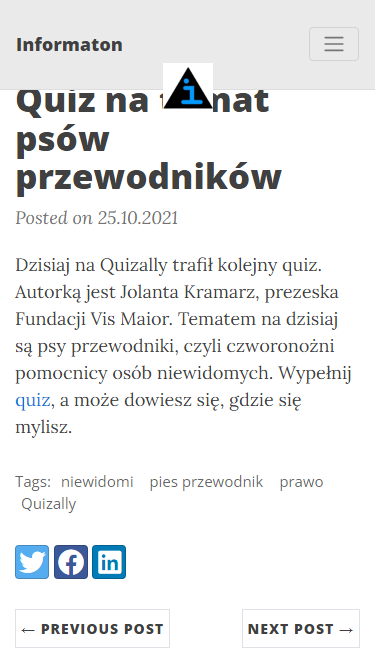 Informaton
Quiz na
psów
przewodników
Posted on 25.10.2021
Dzisiaj na Quizally trafił kolejny quiz.
Autorką jest Jolanta Kramarz, prezeska
Fundacji Vis Maior. Tematem na dzisiaj
są psy przewodniki, czyli czworonożni
pomocnicy osób niewidomych. Wypełnij
quiz, a może dowiesz się, gdzie się
mylisz.
Tags: niewidomi pies przewodnik prawo
Quizally
← PREVIOUS POST
NEXT POST →